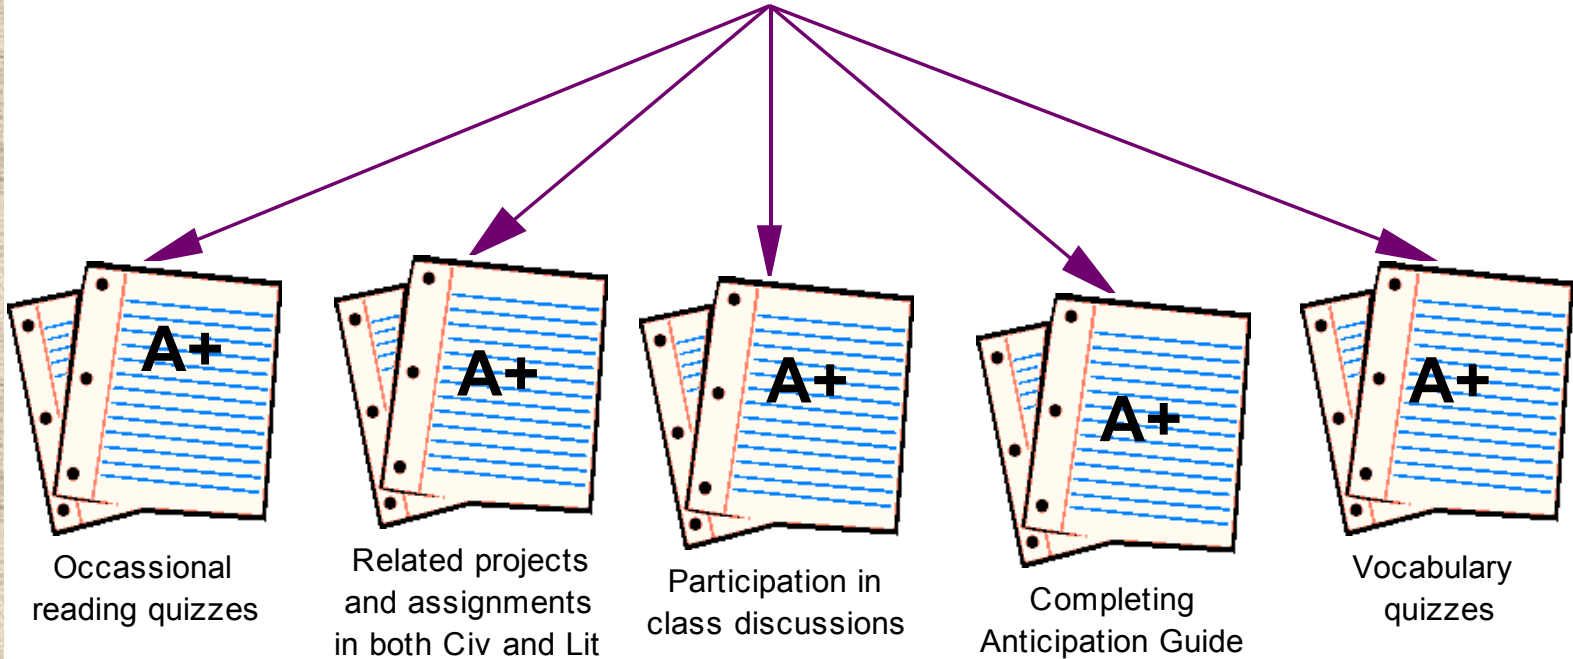 A+
A+
A+
A+
A+
Occassional
reading quizzes
Related projects
and assignments
in both Civ and Lit
Participation in
class discussions
Completing
Anticipation Guide
Vocabulary
quizzes